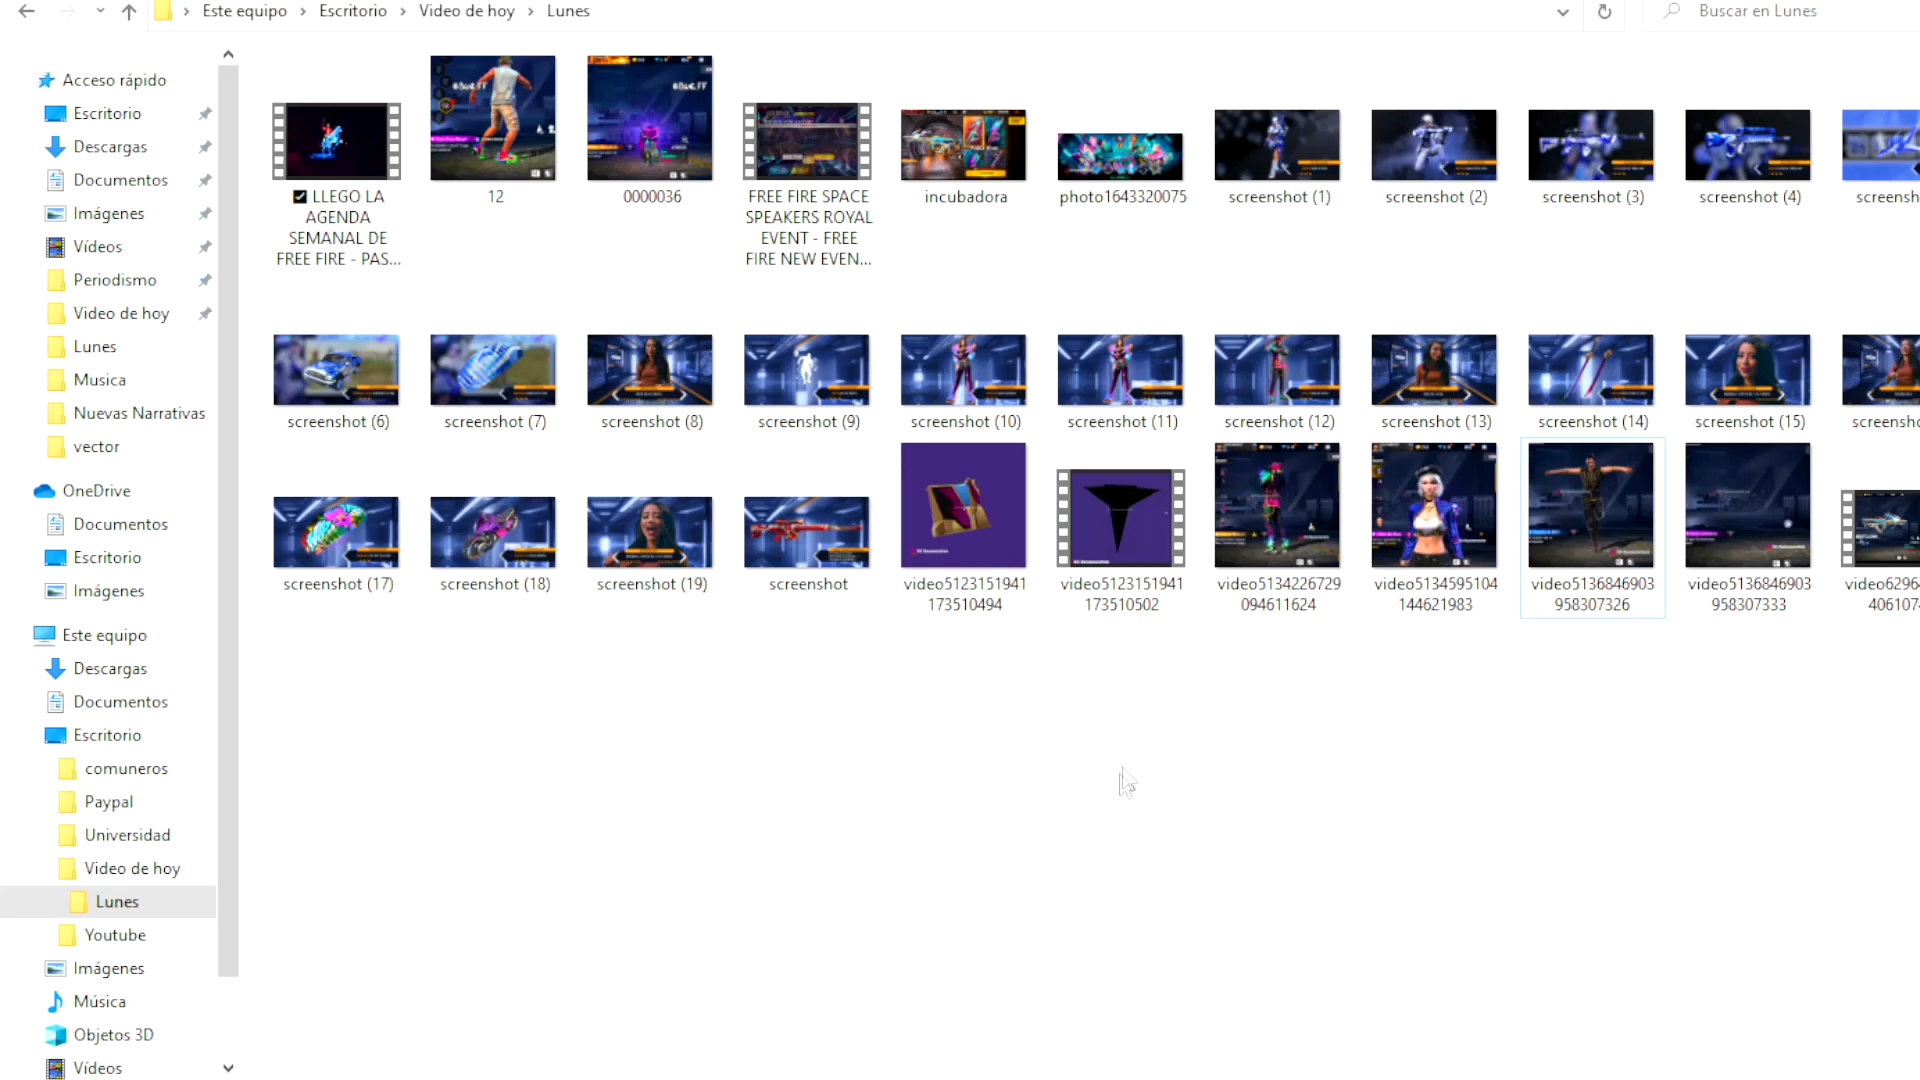 Este equipo > Escritorio > Video de hoy > Lunes
Buscar en Lunes
Acceso rápido
Escritorio
Descargas
Documentos
Imágenes
Vídeos
Periodismo
Video de hoy
Lunes
Musica
Nuevas Narrativas
vector
OneDrive
Documentos
Escritorio
Imágenes
Este equipo
Descargas
Documentos
Escritorio
comuneros
Paypal
Universidad
Video de hoy
Lunes
Youtube
Imágenes
Música
Objetos 3D
Vídeos
LLEGO LA
AGENDA
SEMANAL DE
FREE FIRE - PAS...
12
0000036
FREE FIRE SPACE
SPEAKERS ROYAL
EVENT - FREE
FIRE NEW EVEN...
incubadora
photo1643320075
screenshot (1)
screenshot (2)
screenshot (3)
screenshot (4)
screensh
screenshot (6)
screenshot (7)
screenshot (8)
screenshot (9)
screenshot (10)
screenshot (11)
screenshot (12)
screenshot (13)
screenshot (14)
screenshot (15)
screensho
screenshot (17)
screenshot (18)
screenshot (19)
screenshot
video5123151941
173510494
video5123151941
173510502
video5134226729
094611624
video5134595104
144621983
video5136846903
958307326
video5136846903
958307333
video6296
406107